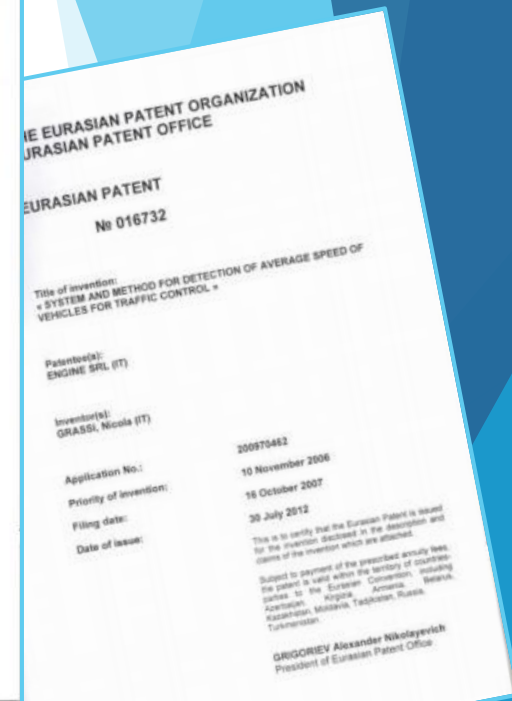 HE EURASIAN PATENT ORGANIZATION
URASIAN PATENT OFFICE
EURASIAN PATENT
№ 016732
Title of invention:
« SYSTEM AND METHOD FOR DETECTION OF AVERAGE SPEED OF
VEHICLES FOR TRAFFIC CONTROL »
Patentee(s):
ENGINE SRL (IT)
Inventor(s):
GRASSI, Nicola (IT)
Application No.: 200970462
Priority of invention: 10 November 2006
Filing date: 16 October 2007
Date of issue: 30 July 2012
This is to certify that the Eurasian Patent is issued
for the invention disclosed in the description and
claims of the invention which are attached.
Subject to payment of the prescribed annuity fees,
the patent is valid within the territory of countries-
parties to the Eurasian Convention, including
Azerbaijan, Kirgizia, Armenia, Belarus,
Kazakhstan, Moldavia, Tadjikistan, Russia,
Turkmenistan.
GRIGORIEV Alexander Nikolayevich
President of Eurasian Patent Office